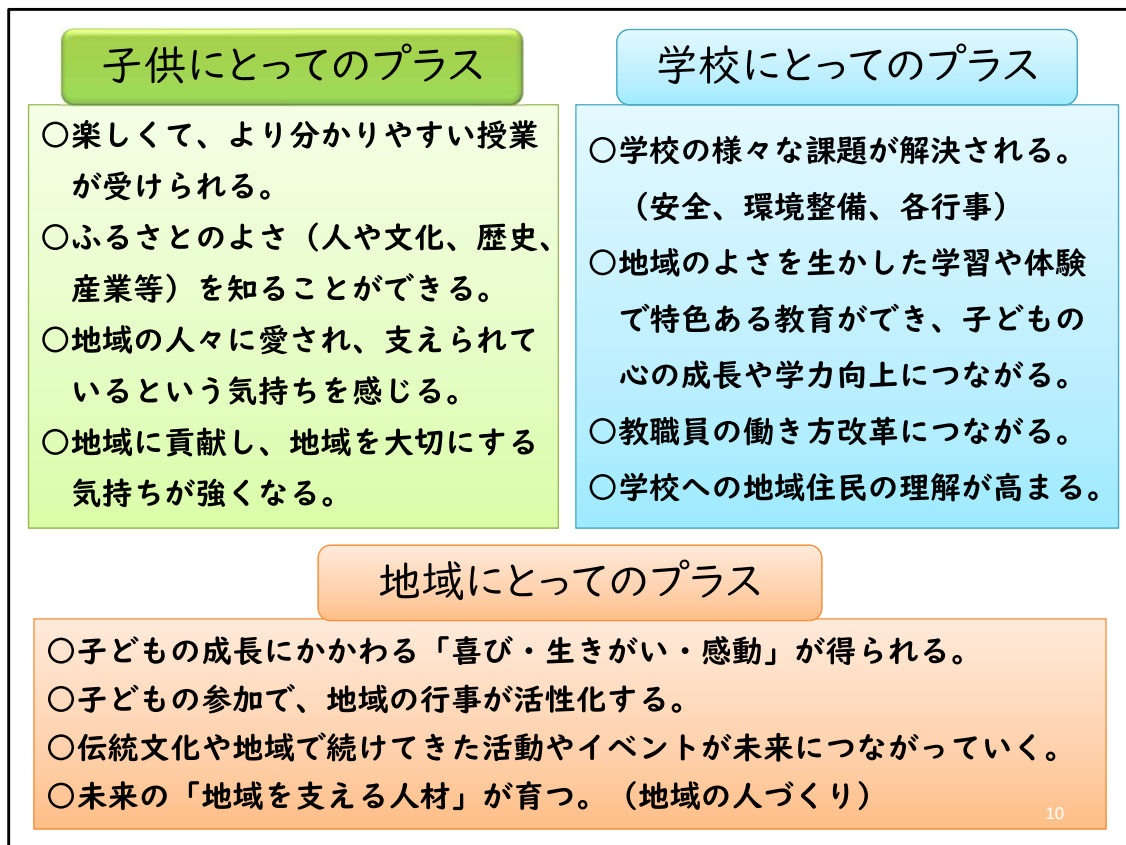 子供にとってのプラス
〇楽しくて、より分かりやすい授業
が受けられる。
〇ふるさとのよさ（人や文化、歴史、
産業等）を知ることができる。
〇地域の人々に愛され、支えられて
いるという気持ちを感じる。
〇地域に貢献し、地域を大切にする
気持ちが強くなる。
学校にとってのプラス
〇学校の様々な課題が解決される。
（安全、環境整備、各行事）
〇地域のよさを生かした学習や体験
で特色ある教育ができ、子どもの
心の成長や学力向上につながる。
〇教職員の働き方改革につながる。
〇学校への地域住民の理解が高まる。
地域にとってのプラス
〇子どもの成長にかかわる「喜び・生きがい・感動」が得られる。
〇子どもの参加で、地域の行事が活性化する。
〇伝統文化や地域で続けてきた活動やイベントが未来につながっていく。
〇未来の「地域を支える人材」が育つ。（地域の人づくり）
10